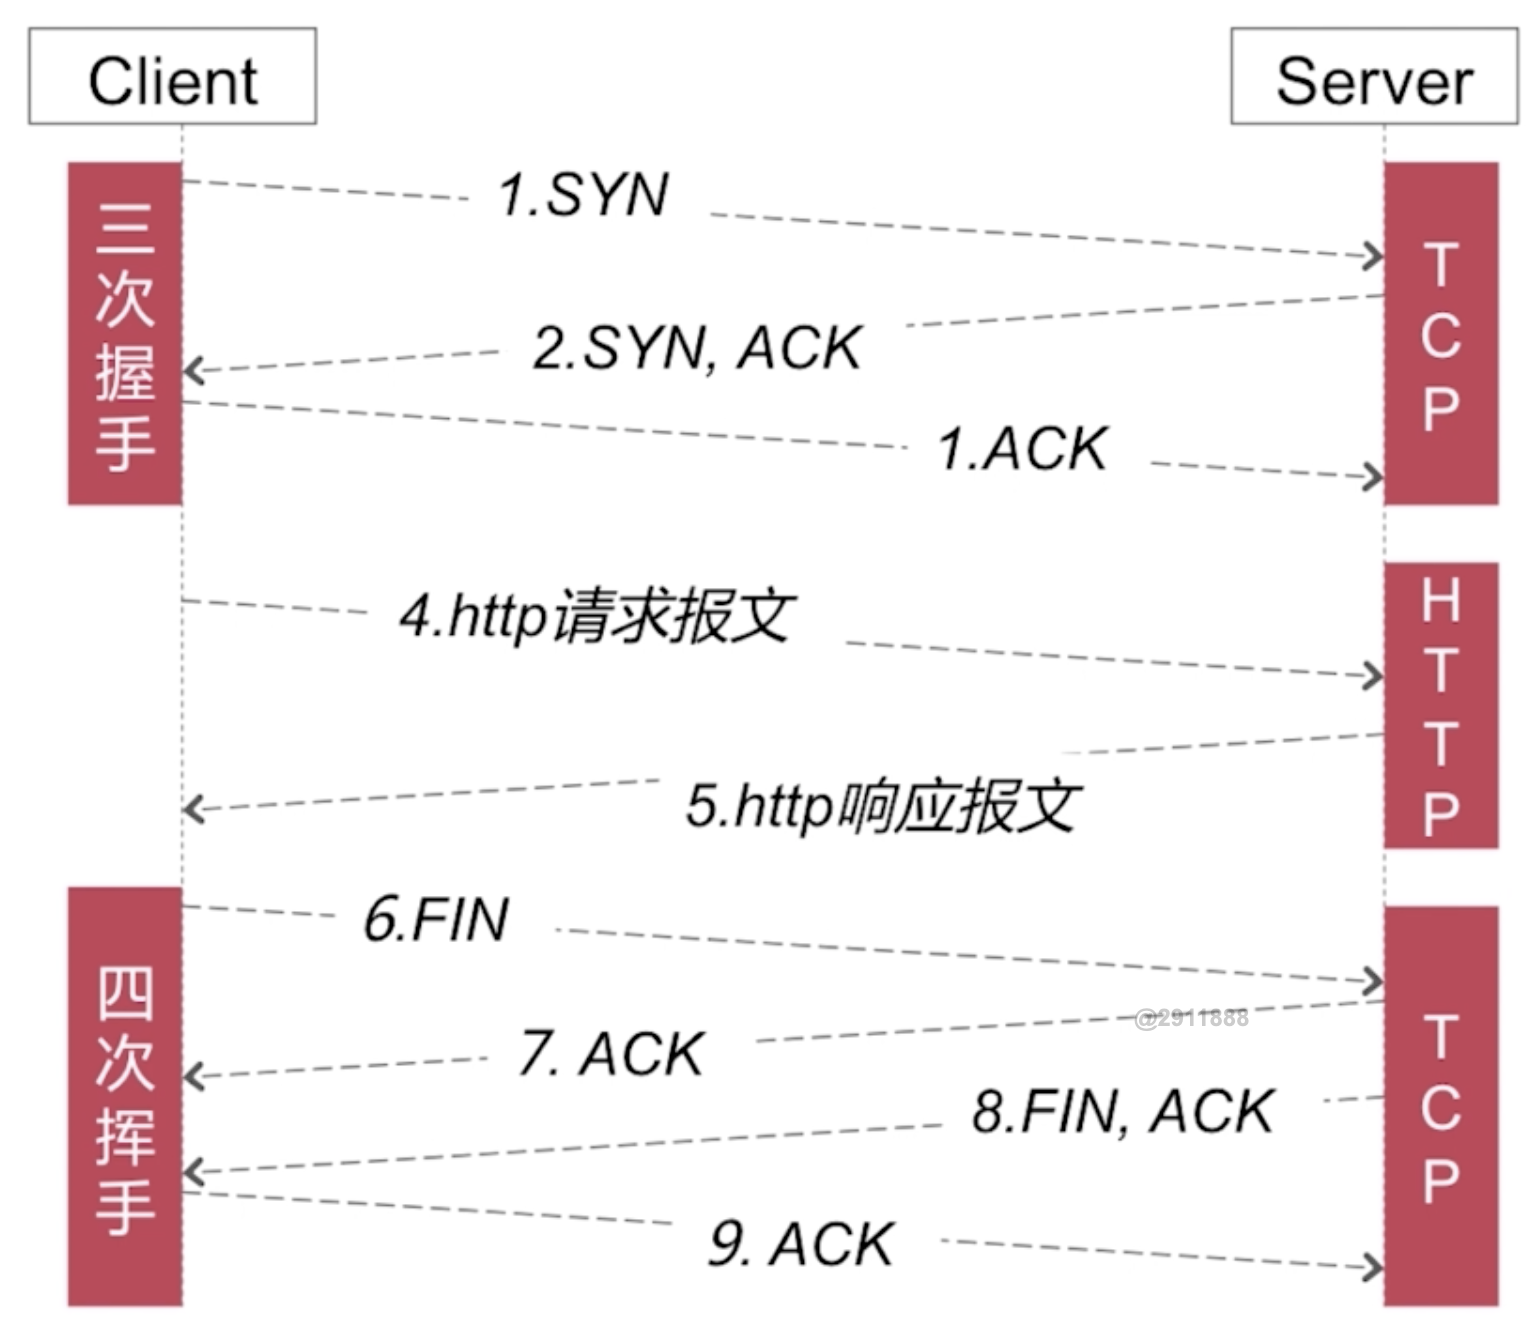 Client
Server
三次握手
TCP
1.SYN
2.SYN, ACK
1.ACK
HTTP
4.http请求报文
5.http响应报文
四次挥手
TCP
6.FIN
@2911888
7. ACK
8.FIN, ACK
9. ACK